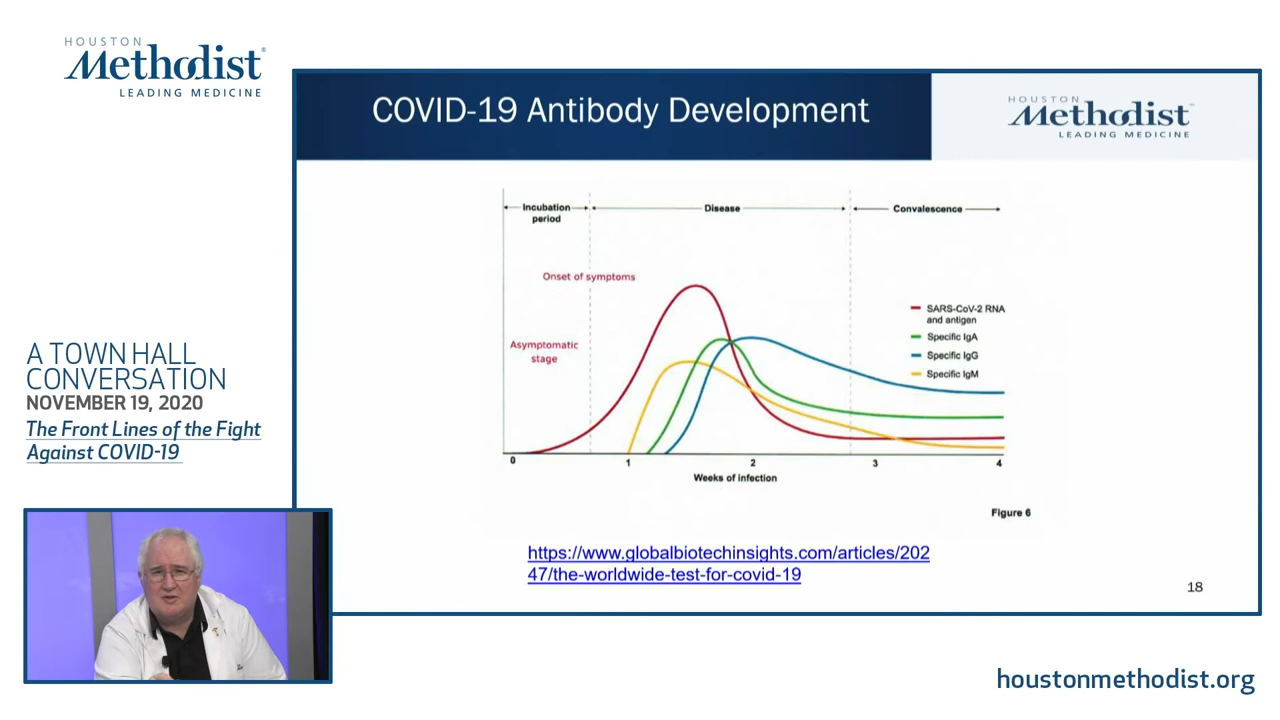 HOUSTON
Methodist®
LEADING MEDICINE
A TOWN HALL
CONVERSATION
NOVEMBER 19, 2020
The Front Lines of the Fight
Against COVID-19
COVID-19 Antibody Development
HOUSTON
Methodist
LEADING MEDICINE
Incubation
period
Disease
Convalescence
Onset of symptoms
Asymptomatic
stage
SARS-CoV-2 RNA
and antigen
Specific IgA
Specific IgG
Specific IgM
0 1 2 3 4
Weeks of infection
Figure 6
https://www.globalbiotechinsights.com/articles/202
47/the-worldwide-test-for-covid-19
18
houstonmethodist.org